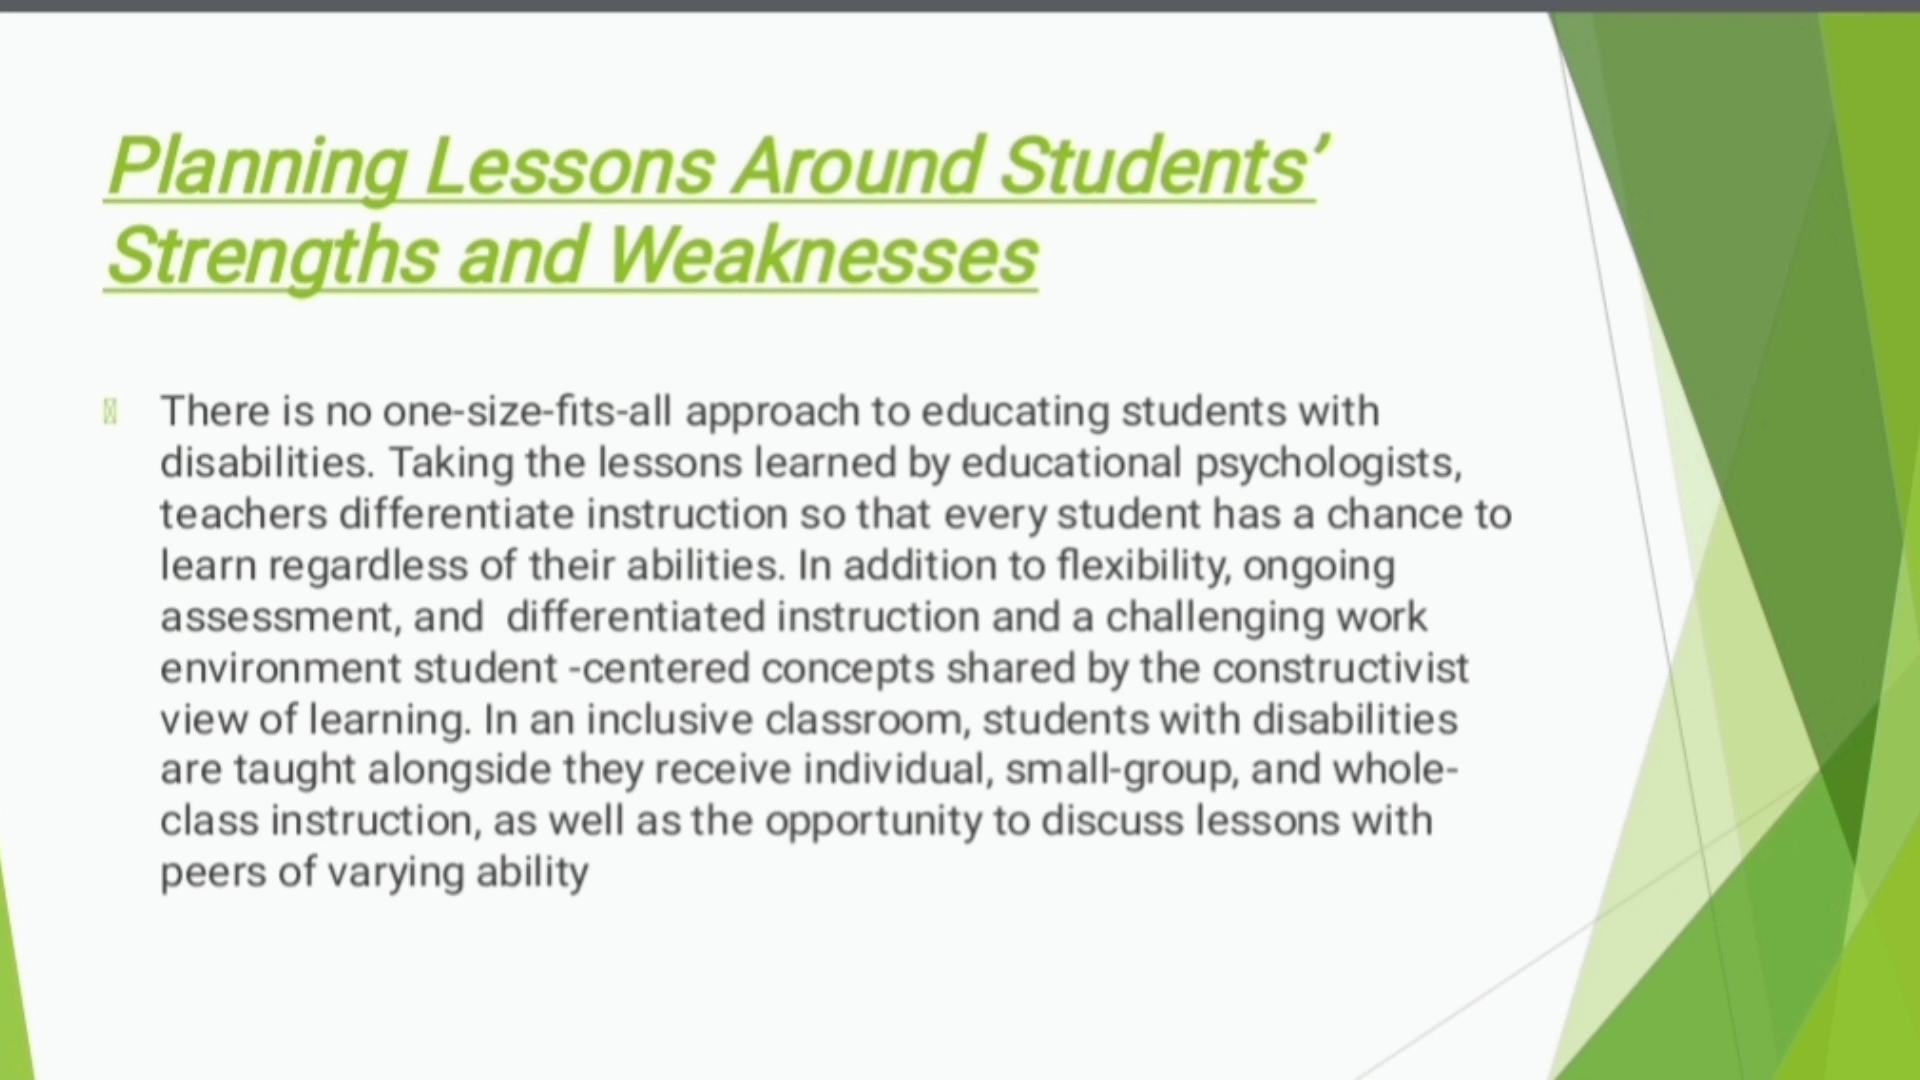 Planning Lessons Around Students’
Strengths and Weaknesses
There is no one-size-fits-all approach to educating students with
disabilities. Taking the lessons learned by educational psychologists,
teachers differentiate instruction so that every student has a chance to
learn regardless of their abilities. In addition to flexibility, ongoing
assessment, and  differentiated instruction and a challenging work
environment student -centered concepts shared by the constructivist
view of learning. In an inclusive classroom, students with disabilities
are taught alongside they receive individual, small-group, and whole-
class instruction, as well as the opportunity to discuss lessons with
peers of varying ability